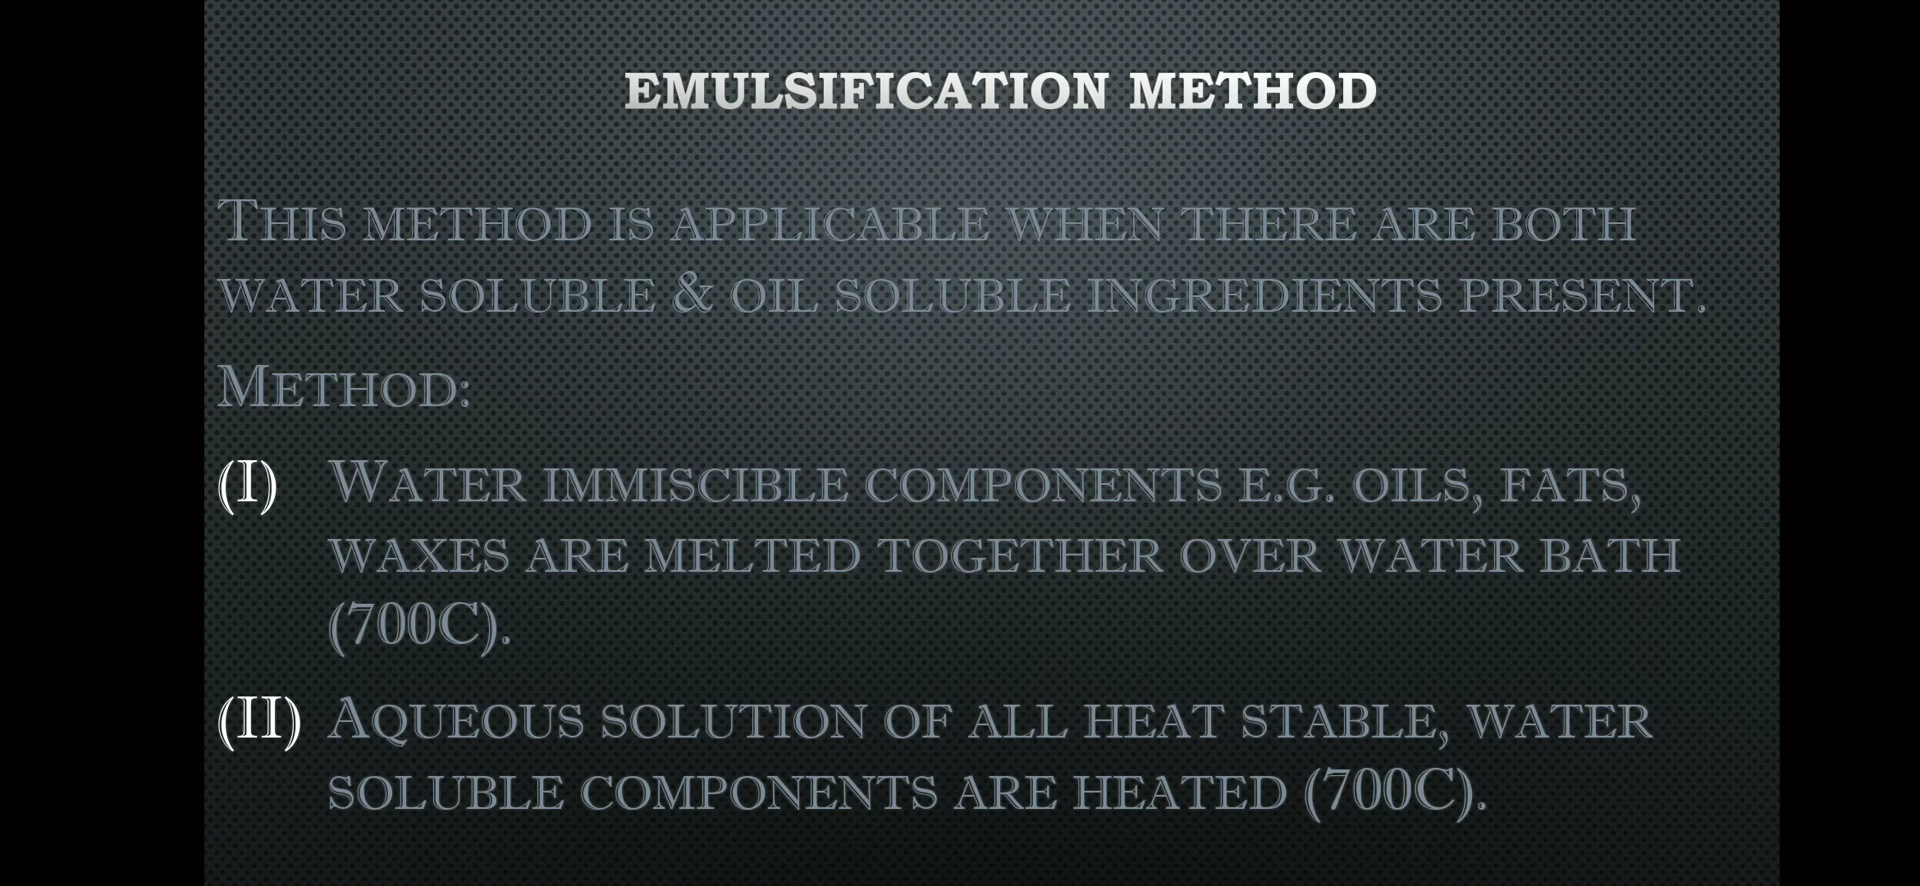 EMULSIFICATION METHOD
THIS METHOD IS APPLICABLE WHEN THERE ARE BOTH
WATER SOLUBLE & OIL SOLUBLE INGREDIENTS PRESENT.
METHOD:
(I) WATER IMMISCIBLE COMPONENTS E.G. OILS, FATS,
WAXES ARE MELTED TOGETHER OVER WATER BATH
(700C).
(II) AQUEOUS SOLUTION OF ALL HEAT STABLE, WATER
SOLUBLE COMPONENTS ARE HEATED (700C).